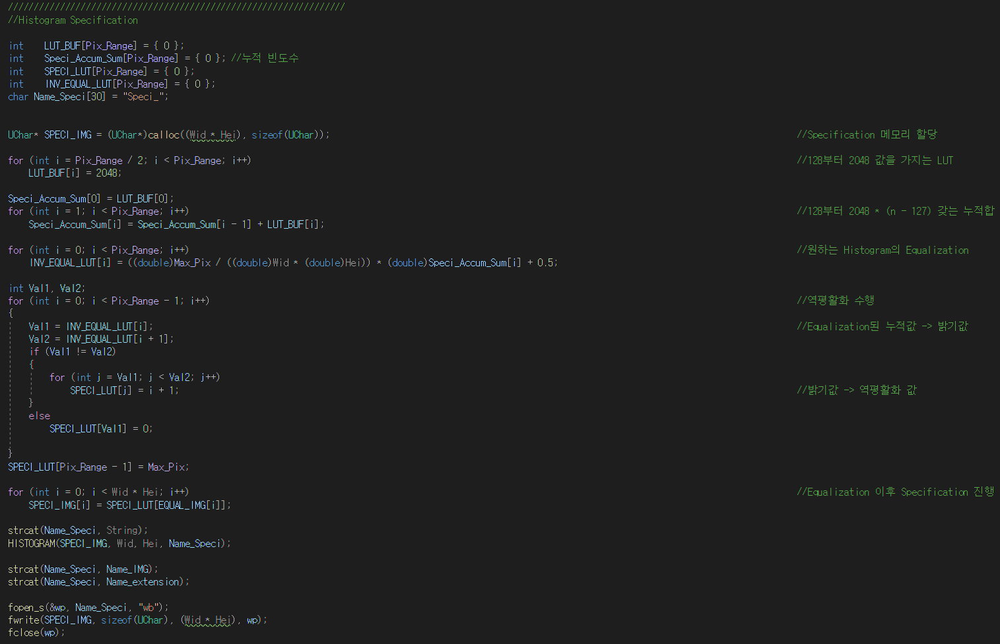 //////////////////////////////////////////////////////////////////
//Histogram Specification
int    LUT_BUF[Pix_Range] = { 0 };
int    Speci_Accum_Sum[Pix_Range] = { 0 }; //누적 빈도수
int    SPECI_LUT[Pix_Range] = { 0 };
int    INV_EQUAL_LUT[Pix_Range] = { 0 };
char Name_Speci[30] = "Speci_";
UChar* SPECI_IMG = (UChar*)calloc((Wid * Hei), sizeof(UChar)); //Specification 메모리 할당
for (int i = Pix_Range / 2; i < Pix_Range; i++) //128부터 2048 값을 가지는 LUT
    LUT_BUF[i] = 2048;
Speci_Accum_Sum[0] = LUT_BUF[0];
for (int i = 1; i < Pix_Range; i++) //128부터 2048 * (n - 127) 갖는 누적합
    Speci_Accum_Sum[i] = Speci_Accum_Sum[i - 1] + LUT_BUF[i];
for (int i = 0; i < Pix_Range; i++) //원하는 Histogram의 Equalization
    INV_EQUAL_LUT[i] = ((double)Max_Pix / ((double)Wid * (double)Hei)) * (double)Speci_Accum_Sum[i] + 0.5;
int Val1, Val2;
for (int i = 0; i < Pix_Range - 1; i++) //역평활화 수행
{
    Val1 = INV_EQUAL_LUT[i]; //Equalization된 누적값 -> 밝기값
    Val2 = INV_EQUAL_LUT[i + 1];
    if (Val1 != Val2)
    {
        for (int j = Val1; j < Val2; j++)
            SPECI_LUT[j] = i + 1; //밝기값 -> 역평활화 값
    }
    else
        SPECI_LUT[Val1] = 0;
}
SPECI_LUT[Pix_Range - 1] = Max_Pix;
for (int i = 0; i < Wid * Hei; i++) //Equalization 이후 Specification 진행
    SPECI_IMG[i] = SPECI_LUT[EQUAL_IMG[i]];
strcat(Name_Speci, String);
HISTOGRAM(SPECI_IMG, Wid, Hei, Name_Speci);
strcat(Name_Speci, Name_IMG);
strcat(Name_Speci, Name_extension);
fopen_s(&wp, Name_Speci, "wb");
fwrite(SPECI_IMG, sizeof(UChar), (Wid * Hei), wp);
fclose(wp);